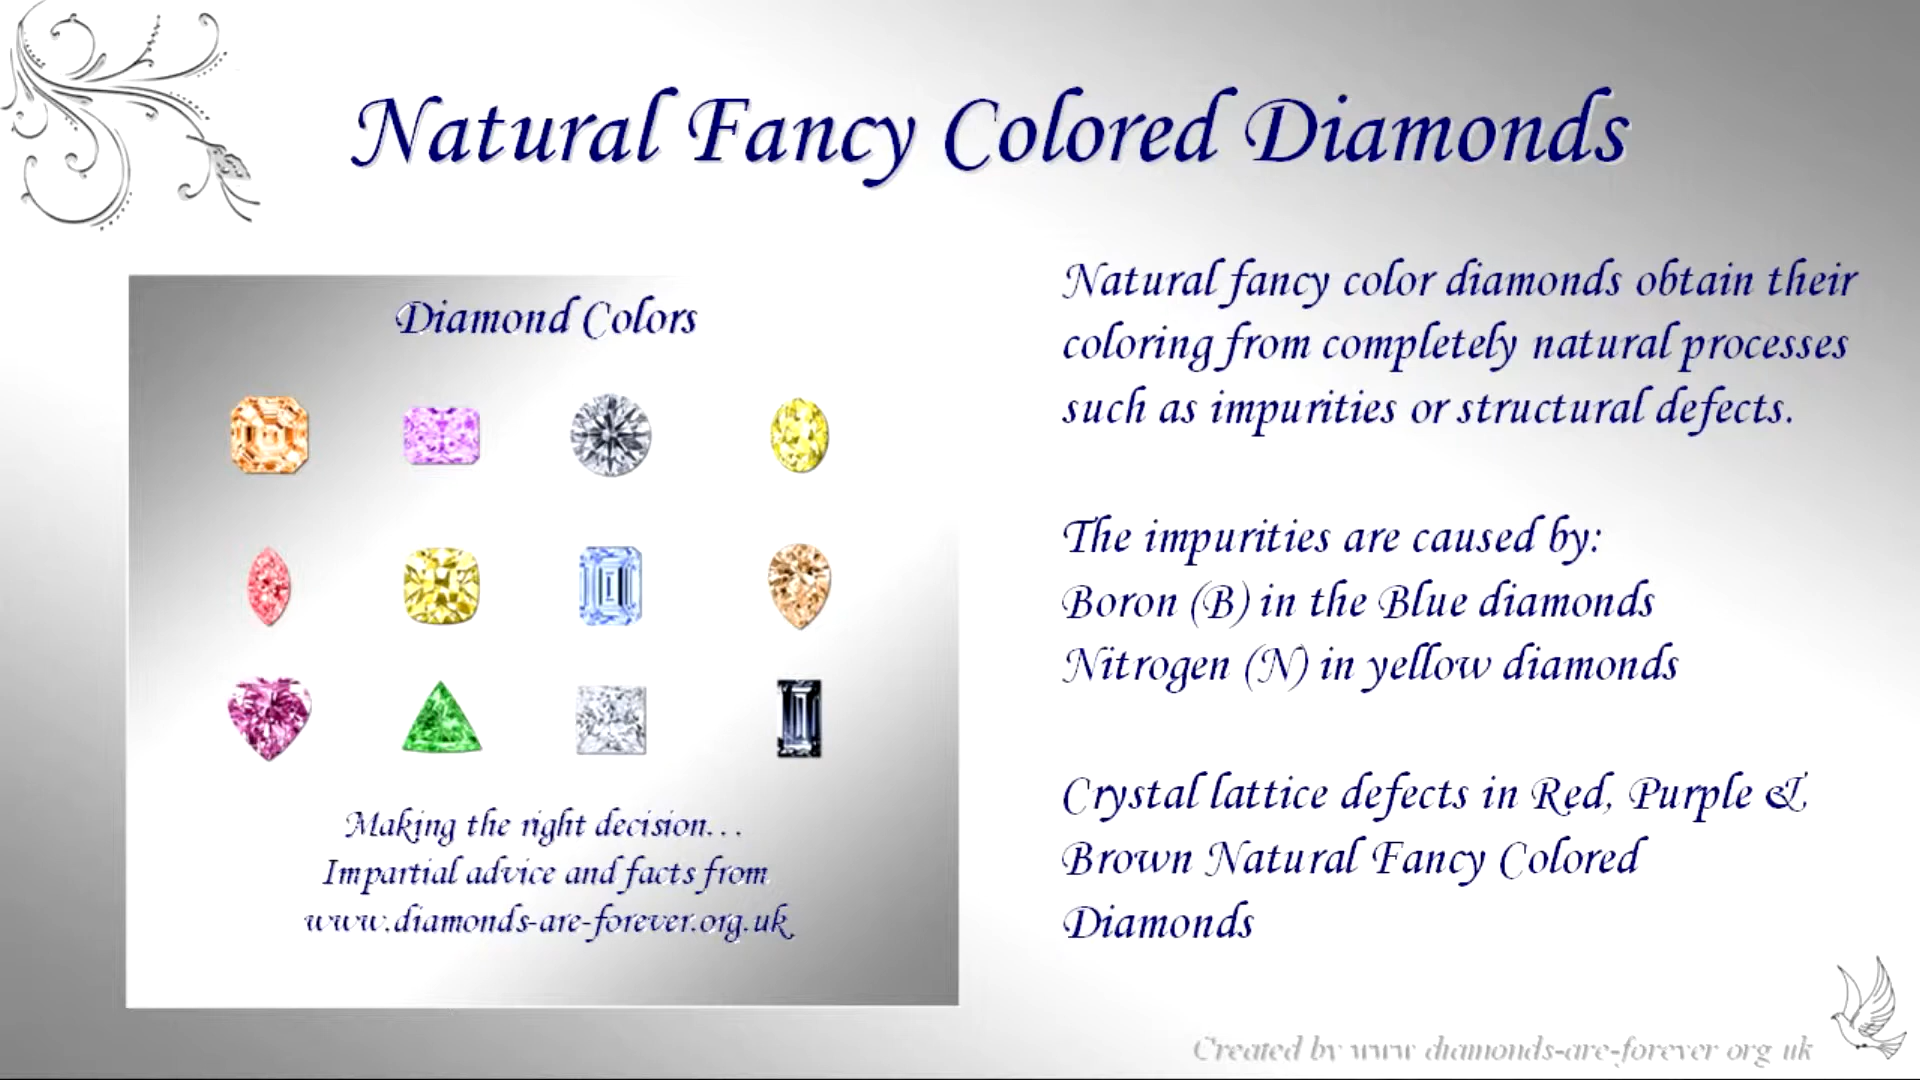 Natural Fancy Colored Diamonds
Diamond Colors
Making the right decision...
Impartial advice and facts from
www.diamonds-are-forever.org.uk
Natural fancy color diamonds obtain their
coloring from completely natural processes
such as impurities or structural defects.
The impurities are caused by:
Boron (B) in the Blue diamonds
Nitrogen (N) in yellow diamonds
Crystal lattice defects in Red, Purple &
Brown Natural Fancy Colored
Diamonds
Created by www diamonds-are-forever org uk